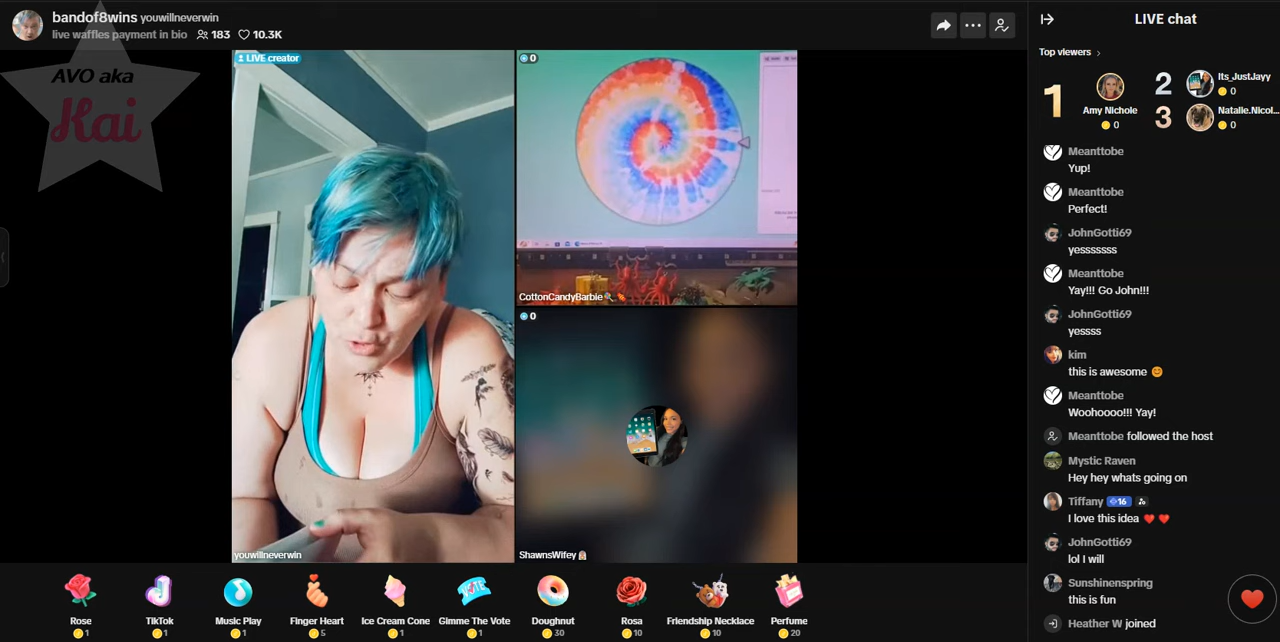 bandof8wins youwillneverwin
live waffles payment in bio 183 10.3K
LIVE chat
AVO aka
Kai
LIVE creator
0
CottonCandyBarbie
0
youwillneverwin
ShawnsWifey
Top viewers >
1
Amy Nichole
0
2
Its_JustJayy
0
3
Natalie.Nicol...
0
Meanttobe
Yup!
Meanttobe
Perfect!
JohnGotti69
yesssssss
Meanttobe
Yay!!! Go John!!!
JohnGotti69
yessss
kim
this is awesome 😊
Meanttobe
Woohoooo!!! Yay!
Meanttobe followed the host
Mystic Raven
Hey hey whats going on
Tiffany 16
I love this idea ❤️ ❤️
JohnGotti69
lol I will
Sunshinenspring
this is fun
Heather W joined
Rose
1
TikTok
1
Music Play
1
Finger Heart
5
Ice Cream Cone
1
Gimme The Vote
1
Doughnut
30
Rosa
10
Friendship Necklace
10
Perfume
20